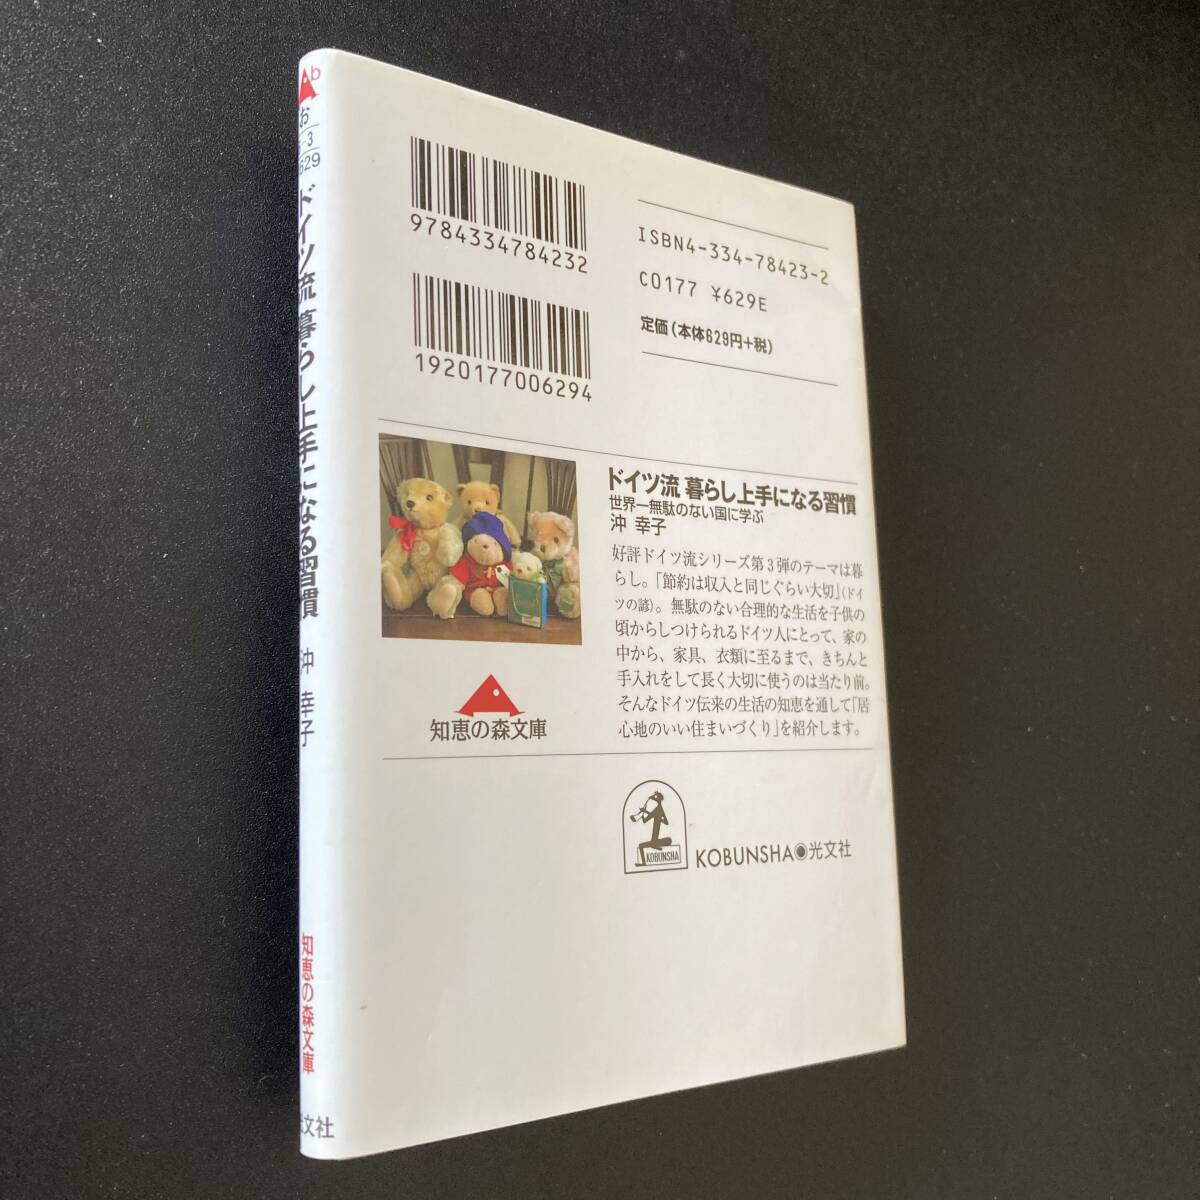 b
お
-3
629
ドイツ流 暮らし上手になる習慣
沖 幸子
知恵の森文庫
光文社
9784334784232
ISBN4-334-78423-2
C0177 ¥629E
定価(本体629円+税)
1920177006294
ドイツ流 暮らし上手になる習慣
世界一無駄のない国に学ぶ
沖 幸子
好評ドイツ流シリーズ第3弾のテーマは暮
らし。「節約は収入と同じぐらい大切」(ドイ
ツの諺)。無駄のない合理的な生活を子供の
頃からしつけられるドイツ人にとって、家の
中から、家具、衣類に至るまで、きちんと
手入れをして長く大切に使うのは当たり前。
そんなドイツ伝来の生活の知恵を通して「居
心地のいい住まいづくり」を紹介します。
知恵の森文庫
KOBUNSHA
KOBUNSHA◉光文社